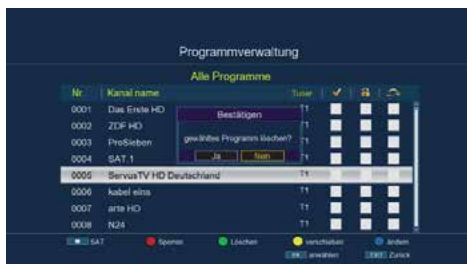 Programmverwaltung
Alle Programme
Nr. Kanal name Tuner
0001 Das Erste HD T1
0002 ZDF HD T1
0003 ProSieben T1
0004 SAT.1 T1
0005 ServusTV HD Deutschland T1
0006 kabel eins T1
0007 arte HD T1
0008 N24 T1
Bestätigen
gewähltes Programm löschen?
Ja Nein
SAT Sperren Löschen verschieben ändern
OK anwählen EXIT Zurück